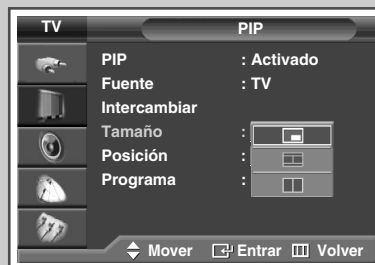 TV
PIP
PIP : Activado
Fuente : TV
Intercambiar
Tamaño :
Posición :
Programa :
Mover Entrar Volver